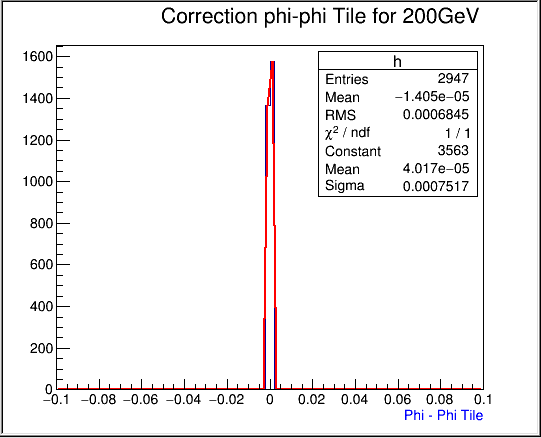 Correction phi-phi Tile for 200GeV
h
Entries 2947
Mean −1.405e−05
RMS 0.0006845
χ² / ndf 1 / 1
Constant 3563
Mean 4.017e−05
Sigma 0.0007517
1600
1400
1200
1000
800
600
400
200
0
−0.1 −0.08 −0.06 −0.04 −0.02 0 0.02 0.04 0.06 0.08 0.1
Phi - Phi Tile